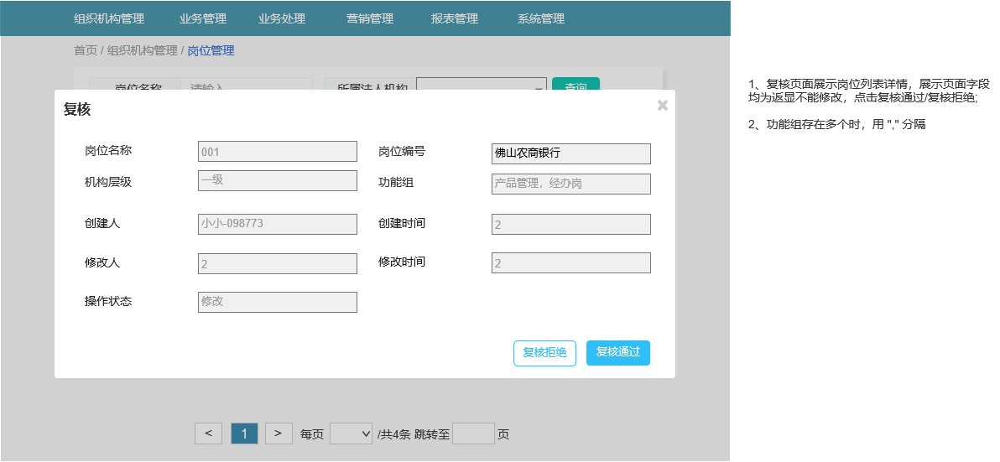 组织机构管理 业务管理 业务处理 营销管理 报表管理 系统管理
首页 / 组织机构管理 / 岗位管理
岗位名称 请输入 所属法人机构 查询
复核
岗位名称 001 岗位编号 佛山农商银行
机构层级 一级 功能组 产品管理，经办岗
创建人 小小-098773 创建时间 2
修改人 2 修改时间 2
操作状态 修改
复核拒绝 复核通过
< 1 > 每页 /共4条 跳转至 页
1、复核页面展示岗位列表详情，展示页面字段
均为返显不能修改，点击复核通过/复核拒绝;
2、功能组存在多个时，用 "," 分隔